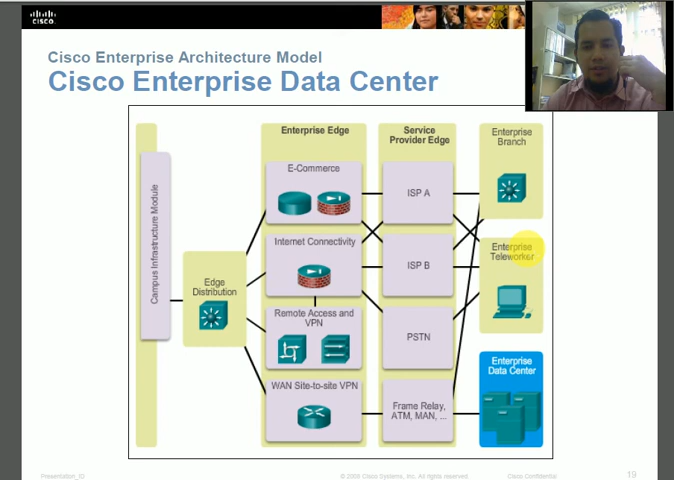 CISCO
Cisco Enterprise Architecture Model
Cisco Enterprise Data Center
Campus Infrastructure Module
Edge
Distribution
Enterprise Edge
E-Commerce
Internet Connectivity
Remote Access and
VPN
WAN Site-to-site VPN
Service
Provider Edge
ISP A
ISP B
PSTN
Frame Relay,
ATM, MAN, ...
Enterprise
Branch
Enterprise
Teleworker
Enterprise
Data Center
Presentation_ID
© 2006 Cisco Systems, Inc. All rights reserved.
Cisco Confidential
19